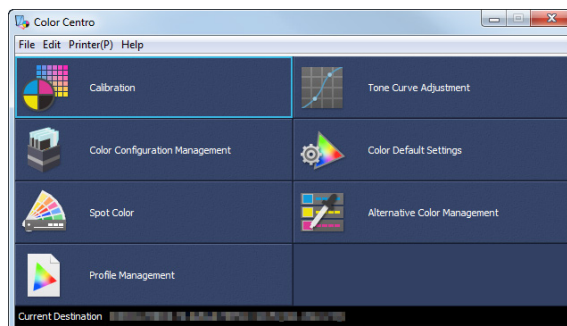 Color Centro
File Edit Printer(P) Help
Calibration
Tone Curve Adjustment
Color Configuration Management
Color Default Settings
Spot Color
Alternative Color Management
Profile Management
Current Destination